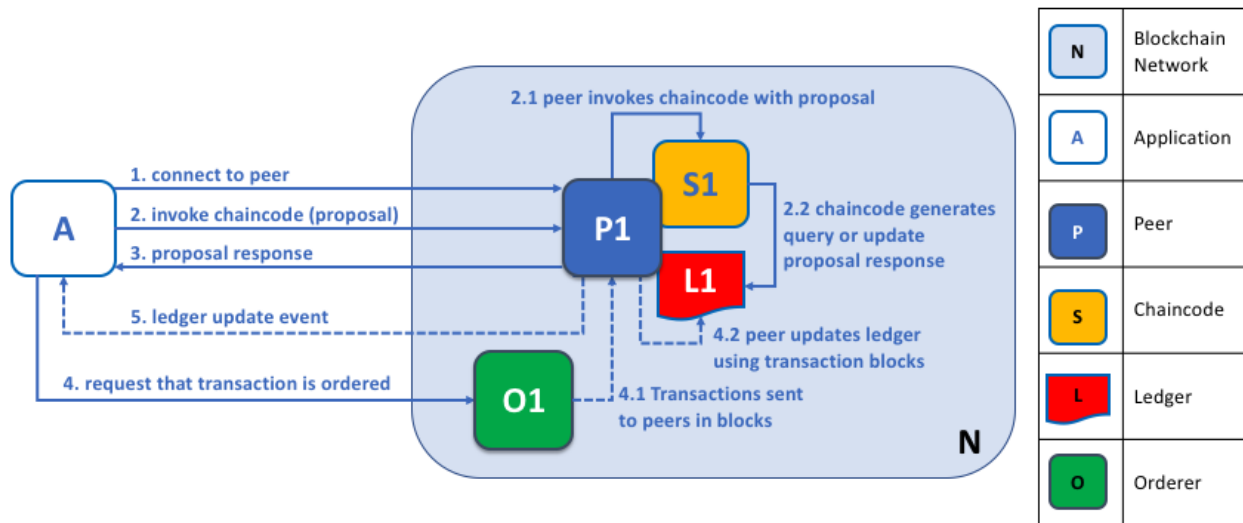 2.1 peer invokes chaincode with proposal
1. connect to peer
A
2. invoke chaincode (proposal)
3. proposal response
P1
S1
2.2 chaincode generates
query or update
proposal response
L1
5. ledger update event
4.2 peer updates ledger
using transaction blocks
4. request that transaction is ordered
O1
4.1 Transactions sent
to peers in blocks
N
N
Blockchain
Network
A
Application
P
Peer
S
Chaincode
L
Ledger
O
Orderer